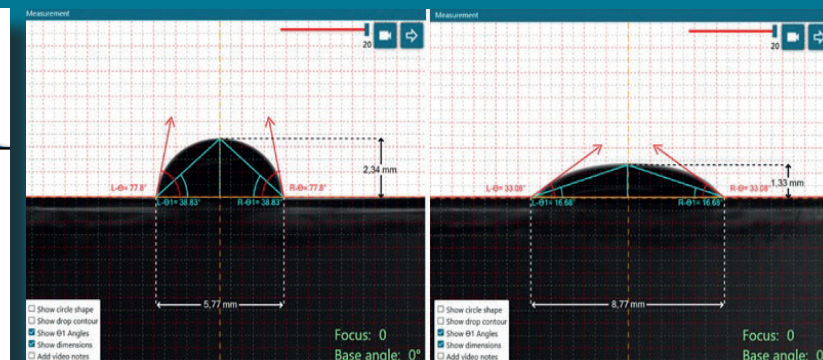 Measurement
20
2,34 mm
L-Θ= 77.8°
R-Θ= 77.8°
L-Θ1= 38.83°
R-Θ1= 38.83°
5,77 mm
Show circle shape
Show drop contour
Show Θ1 Angles
Show dimensions
Add video notes
Focus: 0
Base angle: 0°
Measurement
20
1,33 mm
L-Θ= 33.08°
R-Θ= 33.08°
L-Θ1= 16.68°
R-Θ1= 16.68°
8,77 mm
Show circle shape
Show drop contour
Show Θ1 Angles
Show dimensions
Add video notes
Focus: 0
Base angle: 0°